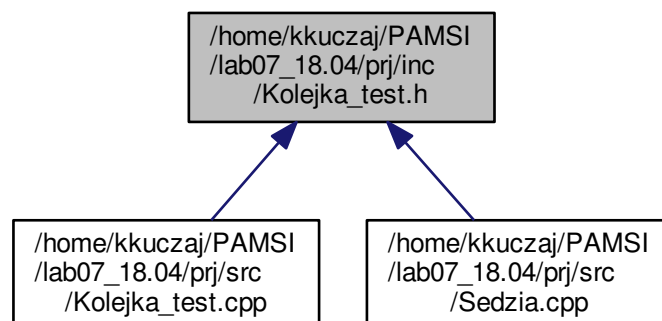 /home/kkuczaj/PAMSI
/lab07_18.04/prj/inc
/Kolejka_test.h
/home/kkuczaj/PAMSI
/lab07_18.04/prj/src
/Kolejka_test.cpp
/home/kkuczaj/PAMSI
/lab07_18.04/prj/src
/Sedzia.cpp